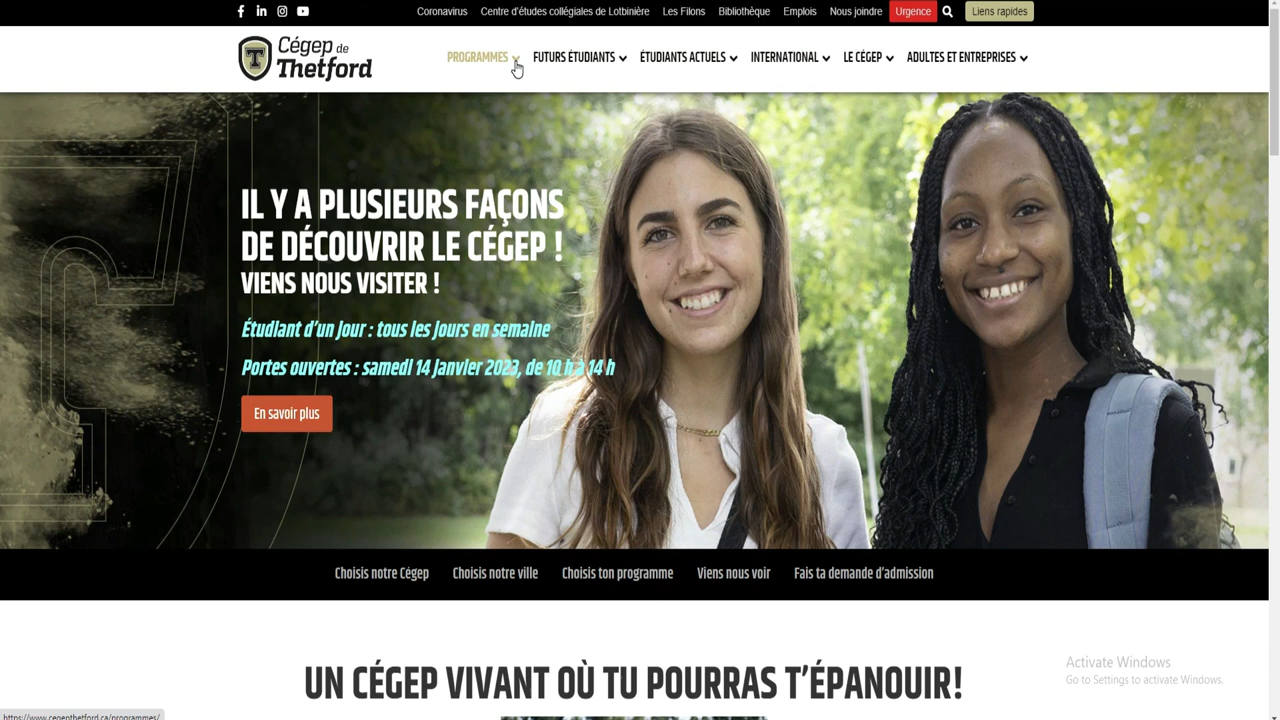 Coronavirus Centre d'études collégiales de Lotbinière Les Filons Bibliothèque Emplois Nous joindre Urgence Liens rapides
Cégep de
Thetford
PROGRAMMES FUTURS ÉTUDIANTS ÉTUDIANTS ACTUELS INTERNATIONAL LE CÉGEP ADULTES ET ENTREPRISES
IL Y A PLUSIEURS FAÇONS
DE DÉCOUVRIR LE CÉGEP !
VIENS NOUS VISITER !
Étudiant d'un jour : tous les jours en semaine
Portes ouvertes : samedi 14 janvier 2023, de 10 h à 14 h
En savoir plus
Choisis notre Cégep Choisis notre ville Choisis ton programme Viens nous voir Fais ta demande d'admission
UN CÉGEP VIVANT OÙ TU POURRAS T'ÉPANOUIR!
Activate Windows
Go to Settings to activate Windows.
https://www.cegepthetford.ca/programmes/